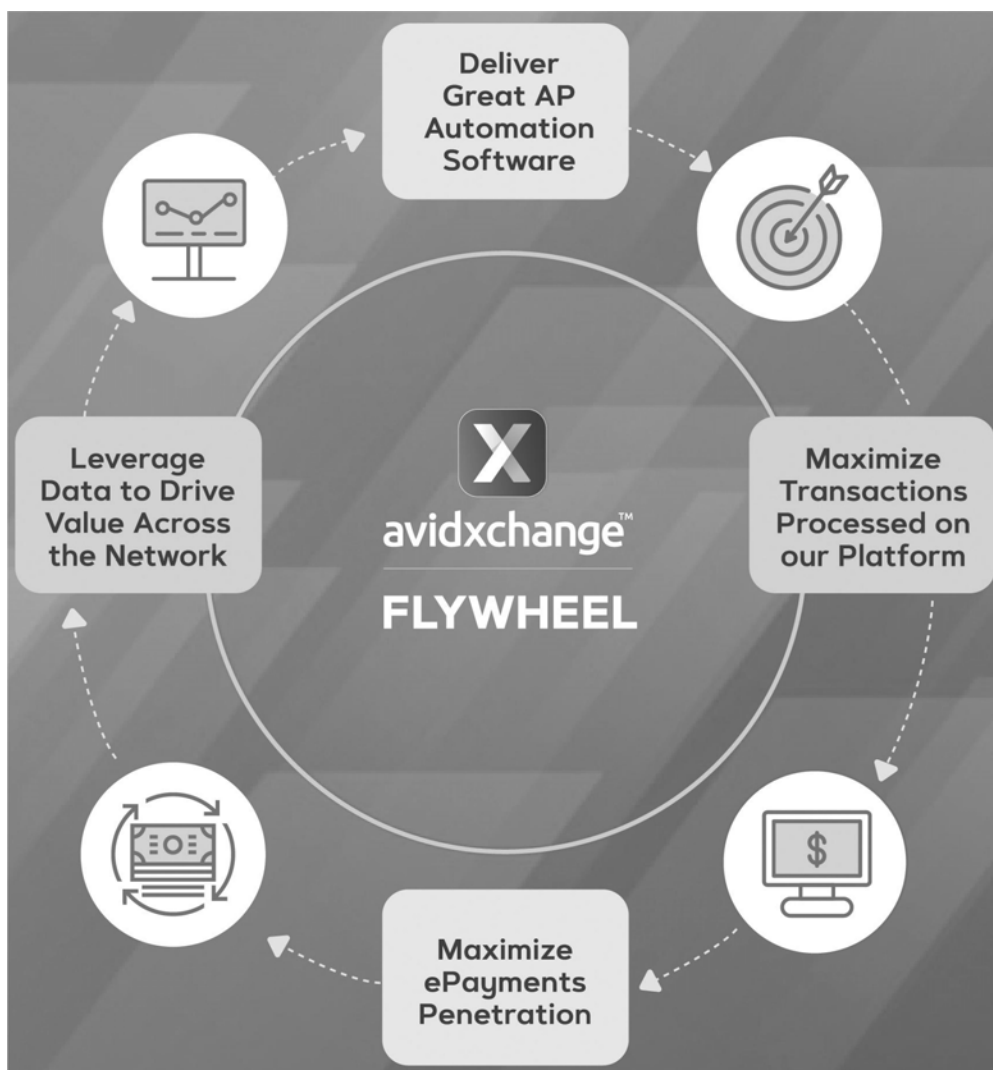 Deliver
Great AP
Automation
Software
Maximize
Transactions
Processed on
our Platform
Maximize
ePayments
Penetration
Leverage
Data to Drive
Value Across
the Network
X
avidxchange™
FLYWHEEL
$